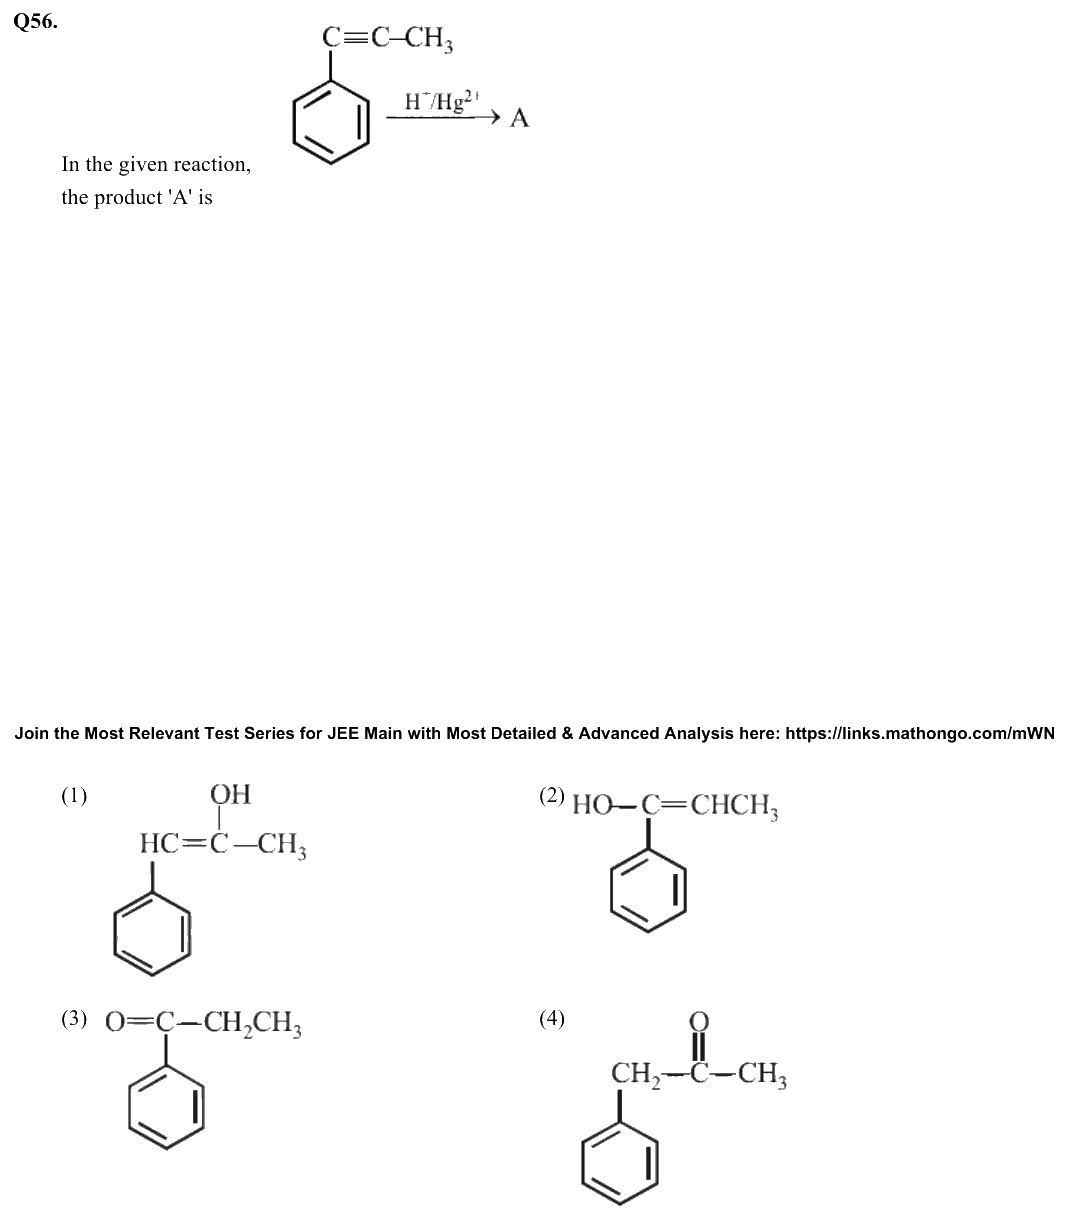 Q56.
C≡C–CH₃
H⁺/Hg²⁺
A
In the given reaction,
the product 'A' is
Join the Most Relevant Test Series for JEE Main with Most Detailed & Advanced Analysis here: https://links.mathongo.com/mWN
(1)
OH
HC=C–CH₃
(2)
HO–C=CHCH₃
(3)
O=C–CH₂CH₃
(4)
O
CH₂–C–CH₃